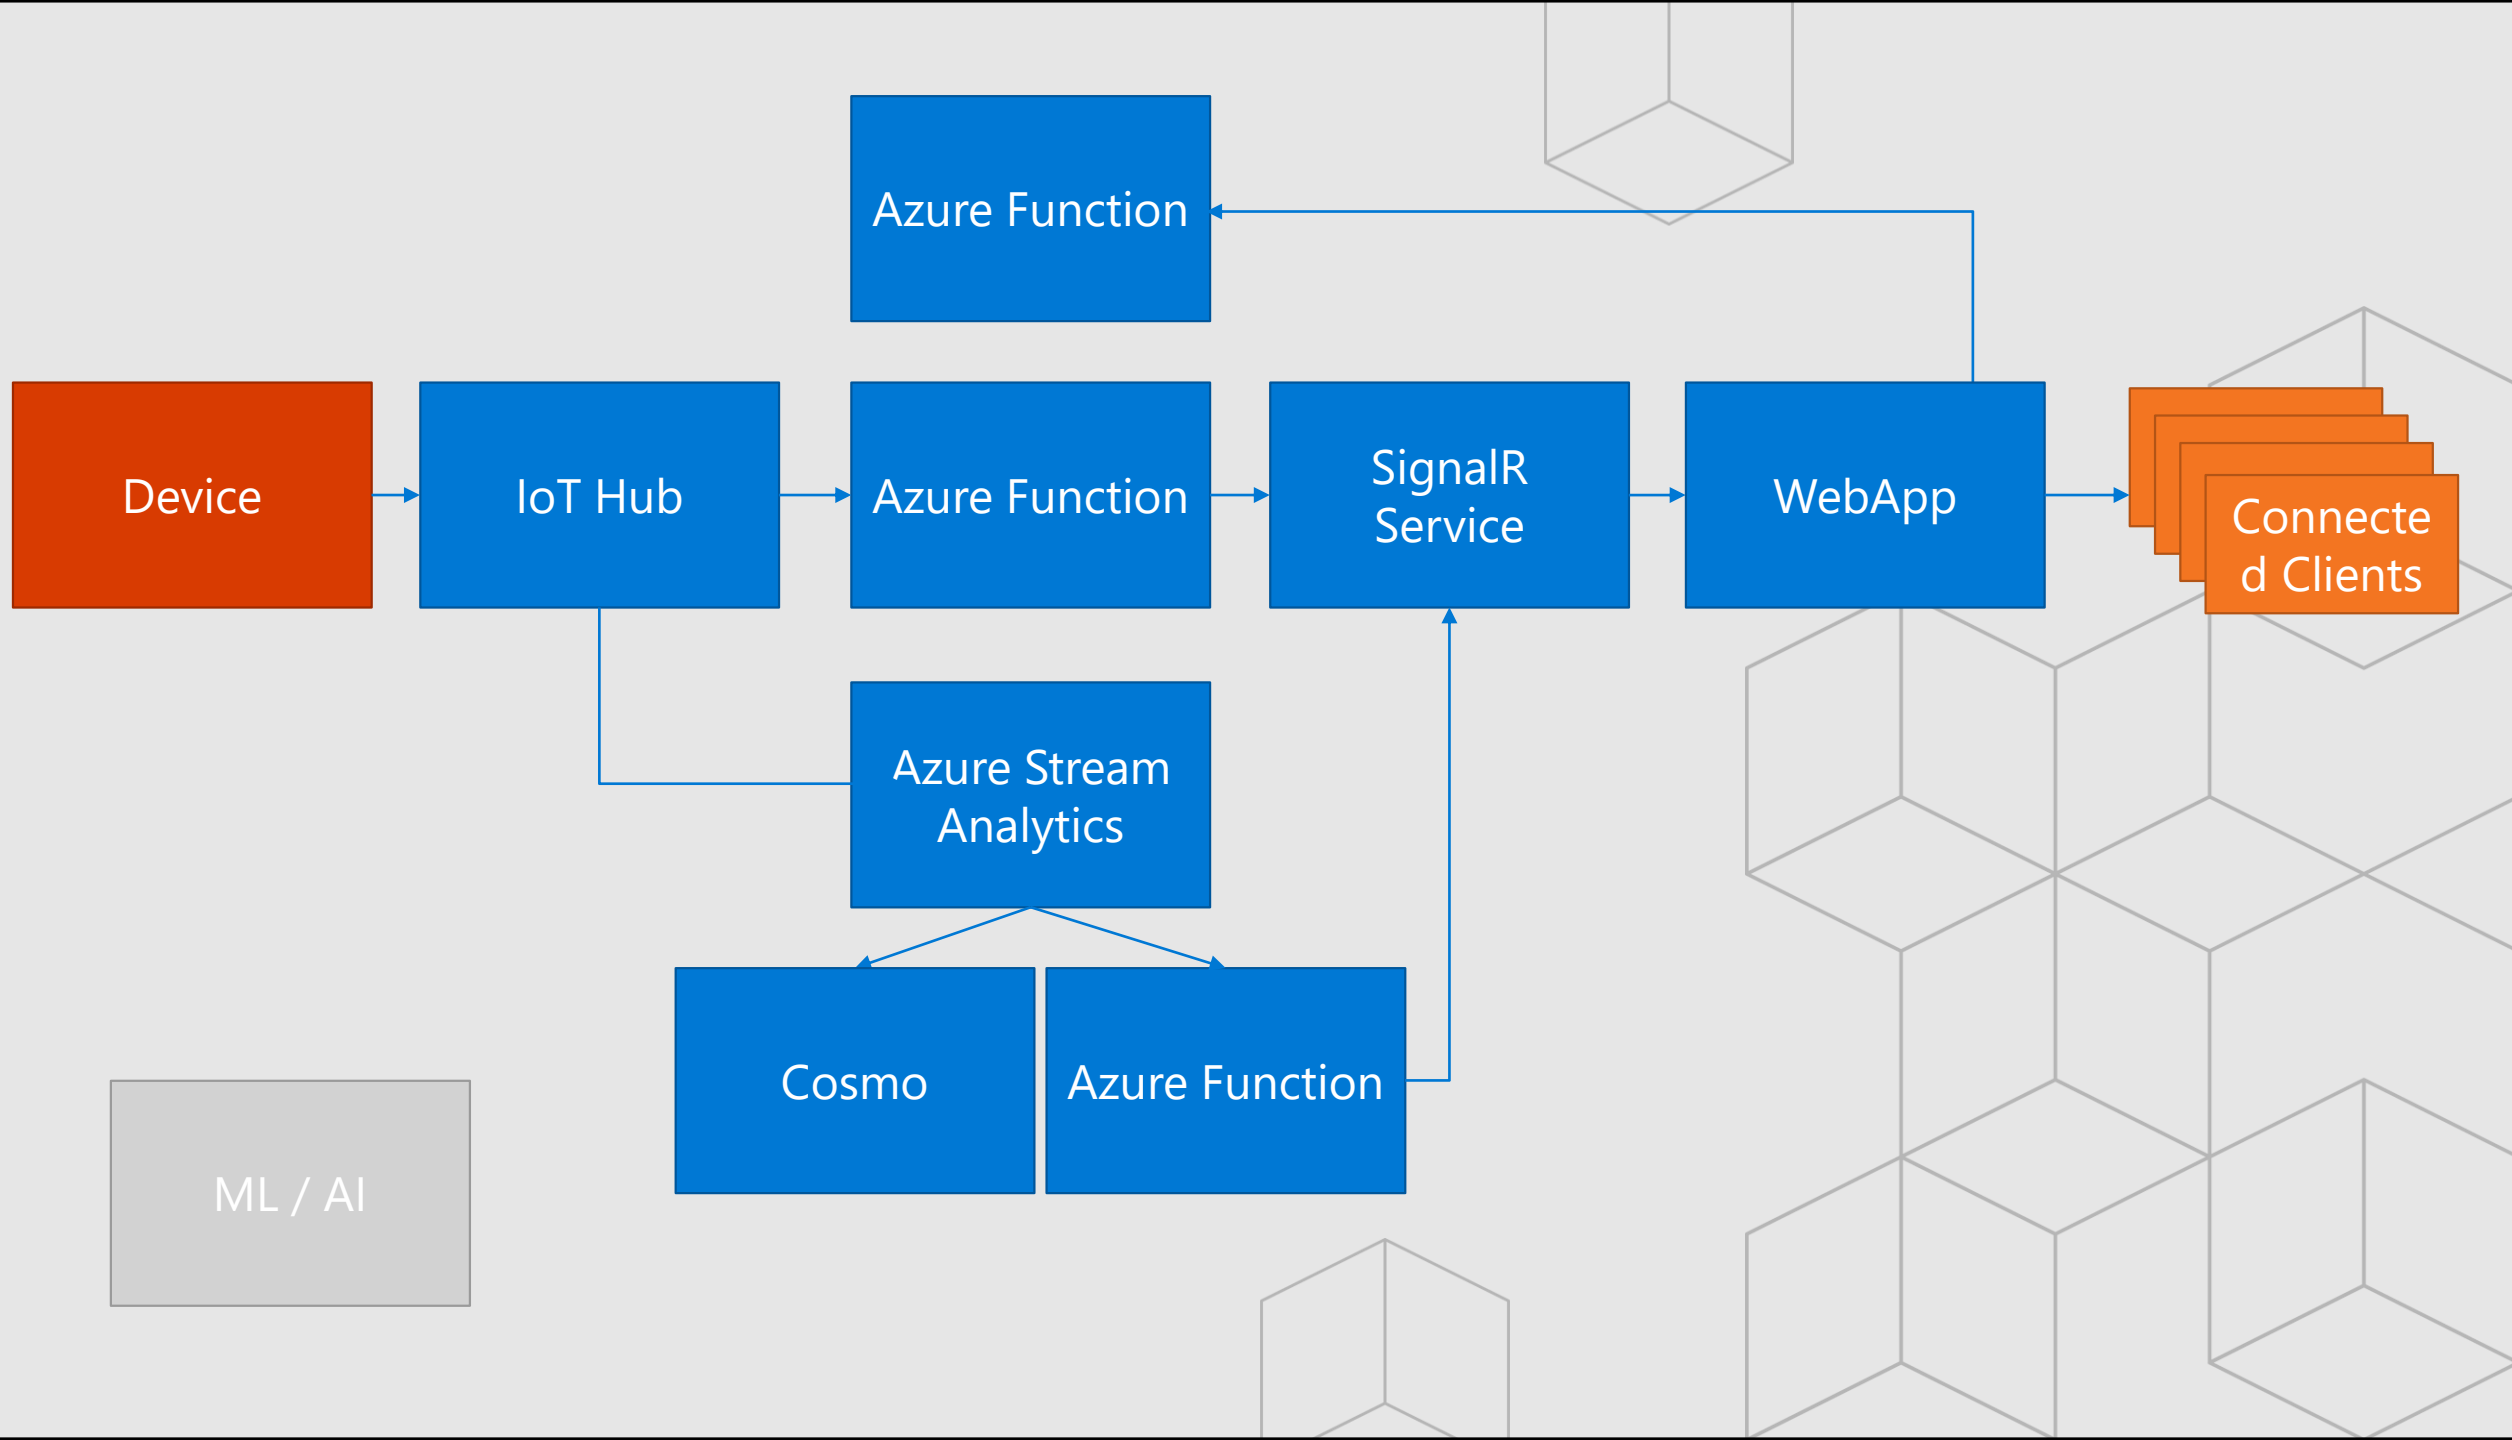 Azure Function
Device
IoT Hub
Azure Function
SignalR
Service
WebApp
Connecte
d Clients
Azure Stream
Analytics
Cosmo
Azure Function
ML / AI